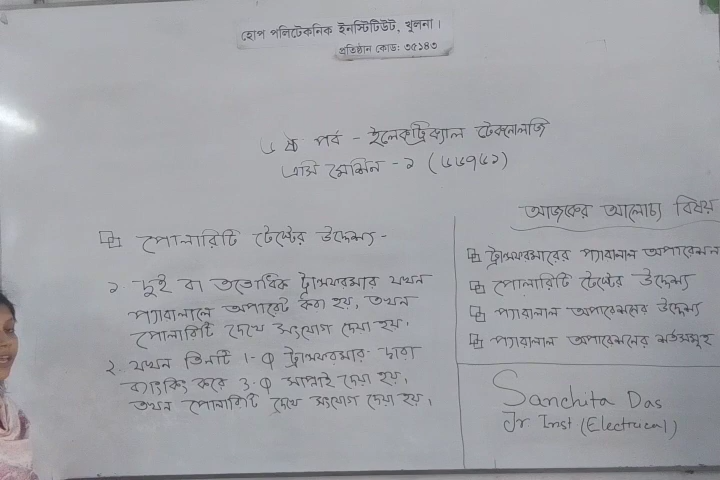 হোপ পলিটেকনিক ইনস্টিটিউট, খুলনা।
প্রতিষ্ঠান কোড: ৩৫১৪৩
৬ষ্ঠ পর্ব - ইলেকট্রিক্যাল টেকনোলজি
এসি মেশিন - ১ (৬৬৭৬১)
পোলারিটি টেস্টের উদ্দেশ্য -
১. দুই বা ততোধিক ট্রান্সফরমার যখন
প্যারালালে অপারেট করা হয়, তখন
পোলারিটি দেখে সংযোগ দেয়া হয়।
২. যখন তিনটি 1-φ ট্রান্সফরমার দ্বারা
ব্যাংকিং করে 3-φ সাপ্লাই দেয়া হয়,
তখন পোলারিটি দেখে সংযোগ দেয়া হয়।
আজকের আলোচ্য বিষয়
ট্রান্সফরমারের প্যারালাল অপারেশন
পোলারিটি টেস্টের উদ্দেশ্য
প্যারালাল অপারেশনের উদ্দেশ্য
প্যারালাল অপারেশনের শর্তসমূহ
Sanchita Das
Jr. Inst (Electrical)